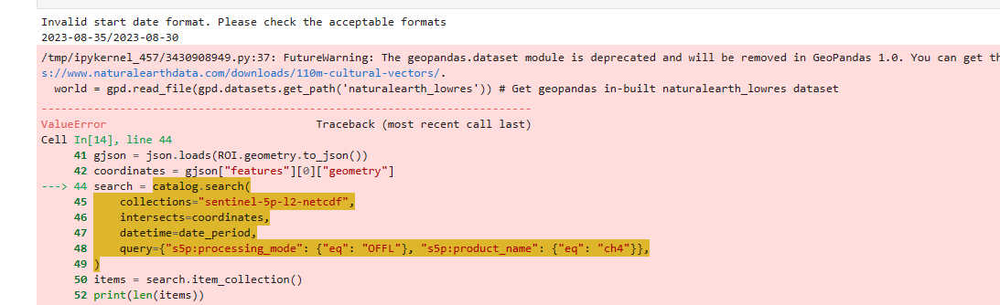 Invalid start date format. Please check the acceptable formats
2023-08-35/2023-08-30
/tmp/ipykernel_457/3430908949.py:37: FutureWarning: The geopandas.dataset module is deprecated and will be removed in GeoPandas 1.0. You can get th
s://www.naturalearthdata.com/downloads/110m-cultural-vectors/.
  world = gpd.read_file(gpd.datasets.get_path('naturalearth_lowres')) # Get geopandas in-built naturalearth_lowres dataset
---------------------------------------------------------------------------
ValueError                                Traceback (most recent call last)
Cell In[14], line 44
     41 gjson = json.loads(ROI.geometry.to_json())
     42 coordinates = gjson["features"][0]["geometry"]
---> 44 search = catalog.search(
     45     collections="sentinel-5p-l2-netcdf",
     46     intersects=coordinates,
     47     datetime=date_period,
     48     query={"s5p:processing_mode": {"eq": "OFFL"}, "s5p:product_name": {"eq": "ch4"}},
     49 )
     50 items = search.item_collection()
     52 print(len(items))